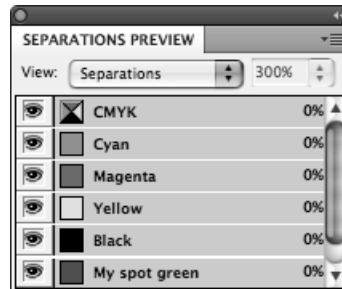 SEPARATIONS PREVIEW
View: Separations 300%
CMYK 0%
Cyan 0%
Magenta 0%
Yellow 0%
Black 0%
My spot green 0%